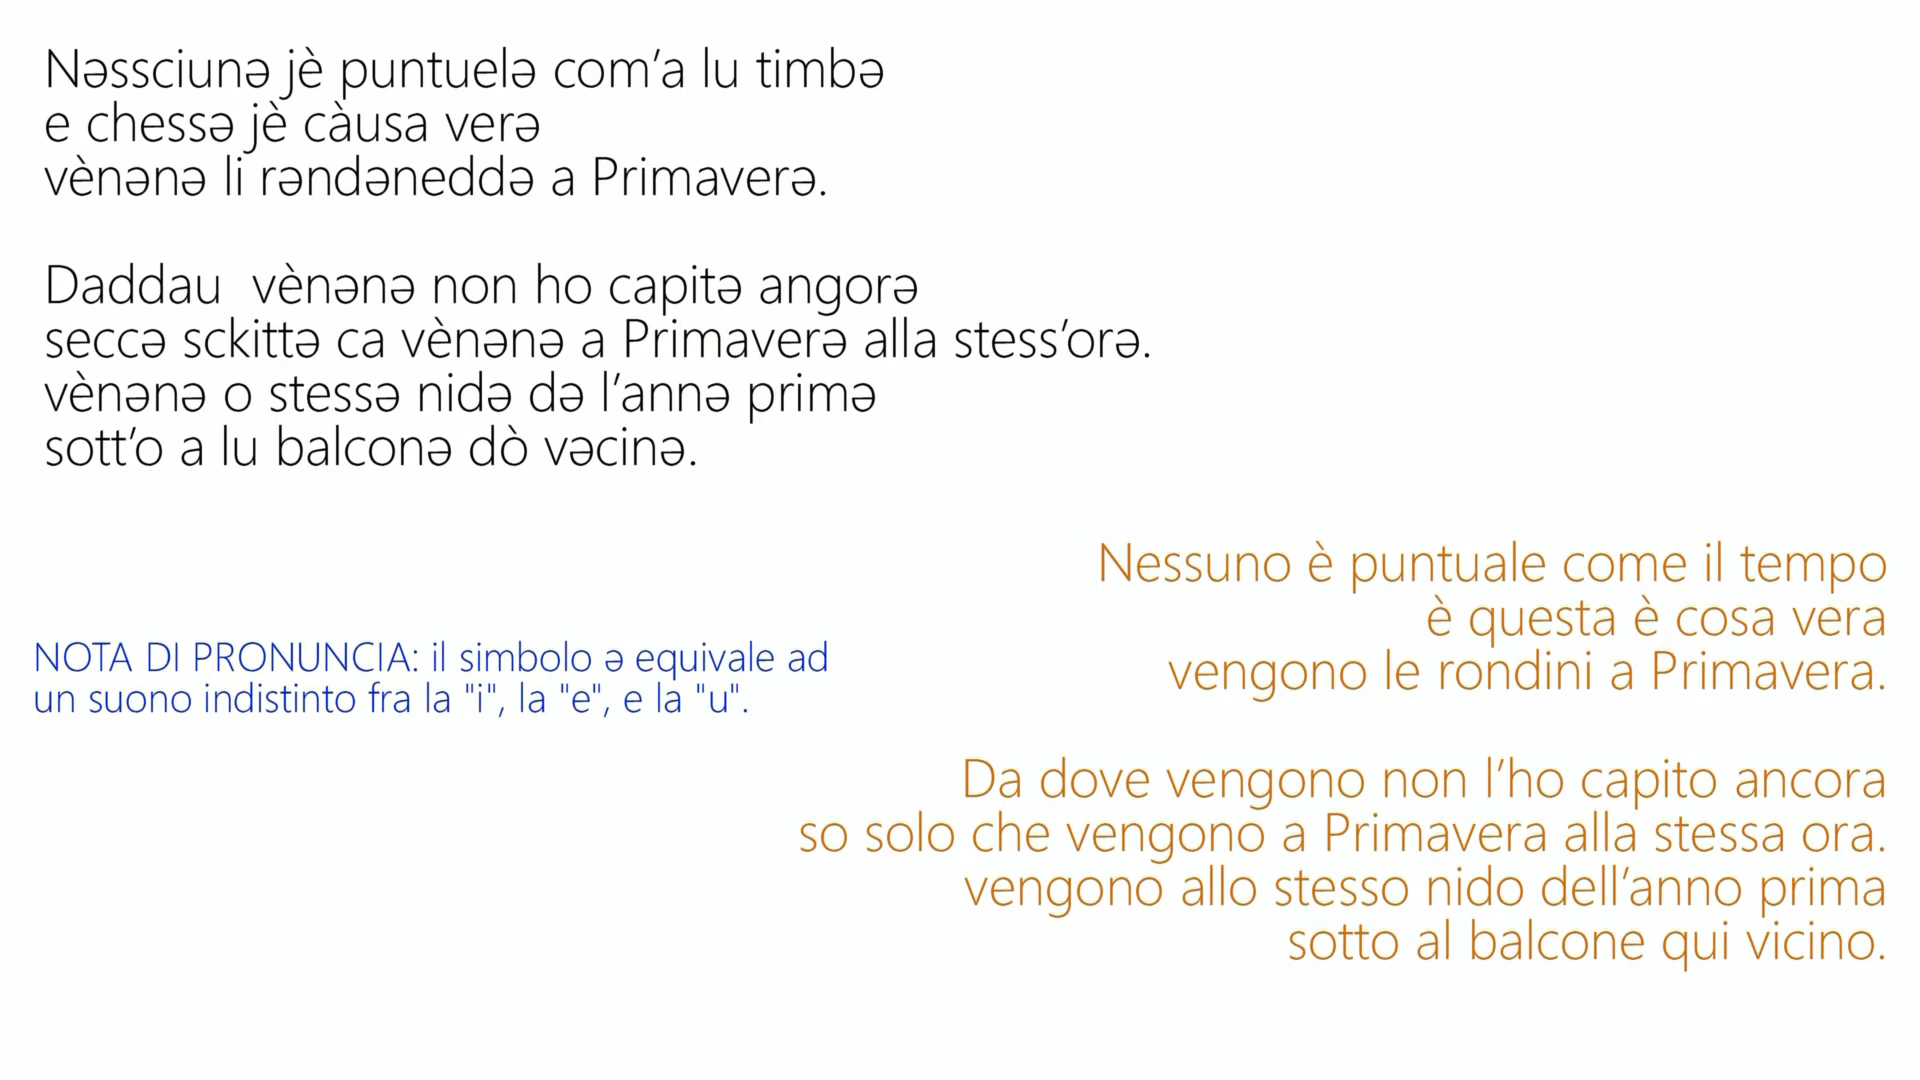 Nəssciunə jè puntuelə com’a lu timbə
e chessə jè càusa verə
vènənə li rəndəneddə a Primaverə.
Daddau vènənə non ho capitə angorə
seccə sckittə ca vènənə a Primaverə alla stess’orə.
vènənə o stessə nidə də l’annə primə
sott’o a lu balconə dò vəcinə.
NOTA DI PRONUNCIA: il simbolo ə equivale ad
un suono indistinto fra la "i", la "e", e la "u".
Nessuno è puntuale come il tempo
è questa è cosa vera
vengono le rondini a Primavera.
Da dove vengono non l’ho capito ancora
so solo che vengono a Primavera alla stessa ora.
vengono allo stesso nido dell’anno prima
sotto al balcone qui vicino.